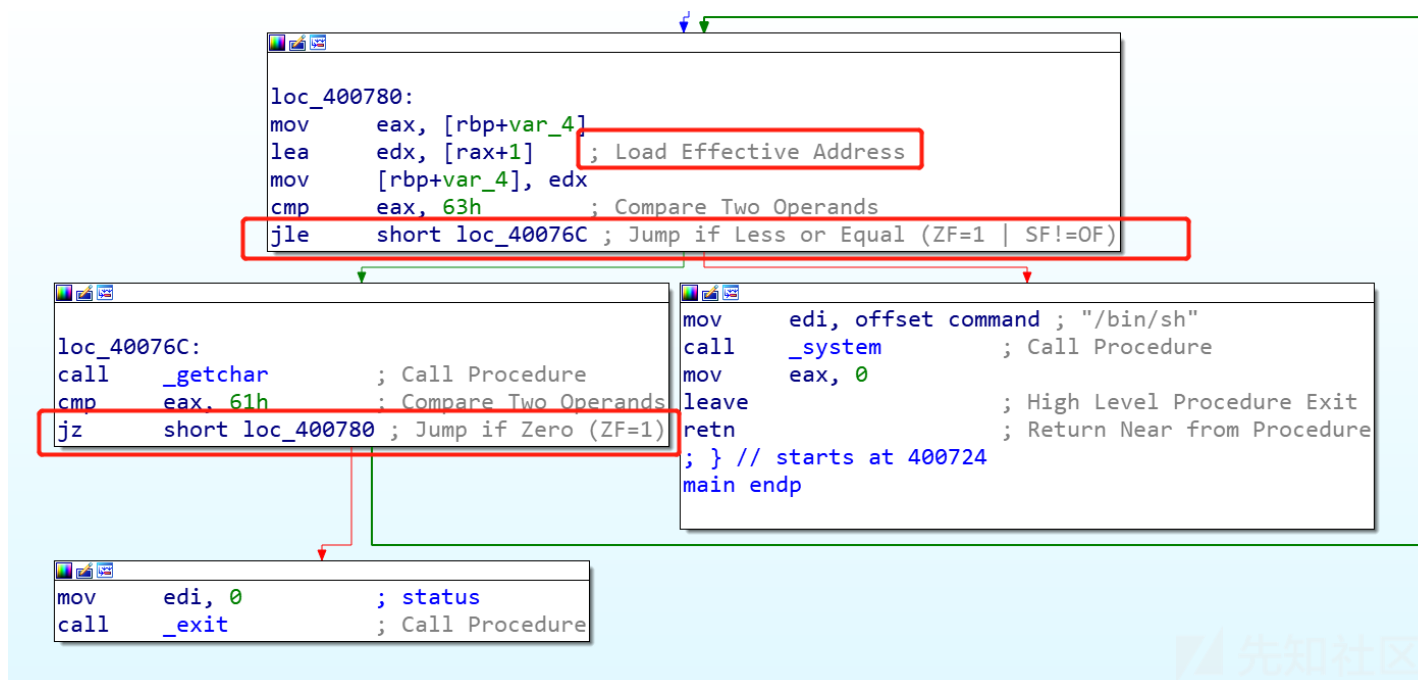 loc_400780:
mov eax, [rbp+var_4]
lea edx, [rax+1] ; Load Effective Address
mov [rbp+var_4], edx
cmp eax, 63h ; Compare Two Operands
jle short loc_40076C ; Jump if Less or Equal (ZF=1 | SF!=OF)
loc_40076C:
call _getchar ; Call Procedure
cmp eax, 61h ; Compare Two Operands
jz short loc_400780 ; Jump if Zero (ZF=1)
mov edi, offset command ; "/bin/sh"
call _system ; Call Procedure
mov eax, 0
leave ; High Level Procedure Exit
retn ; Return Near from Procedure
; } // starts at 400724
main endp
mov edi, 0 ; status
call _exit ; Call Procedure
先知社区